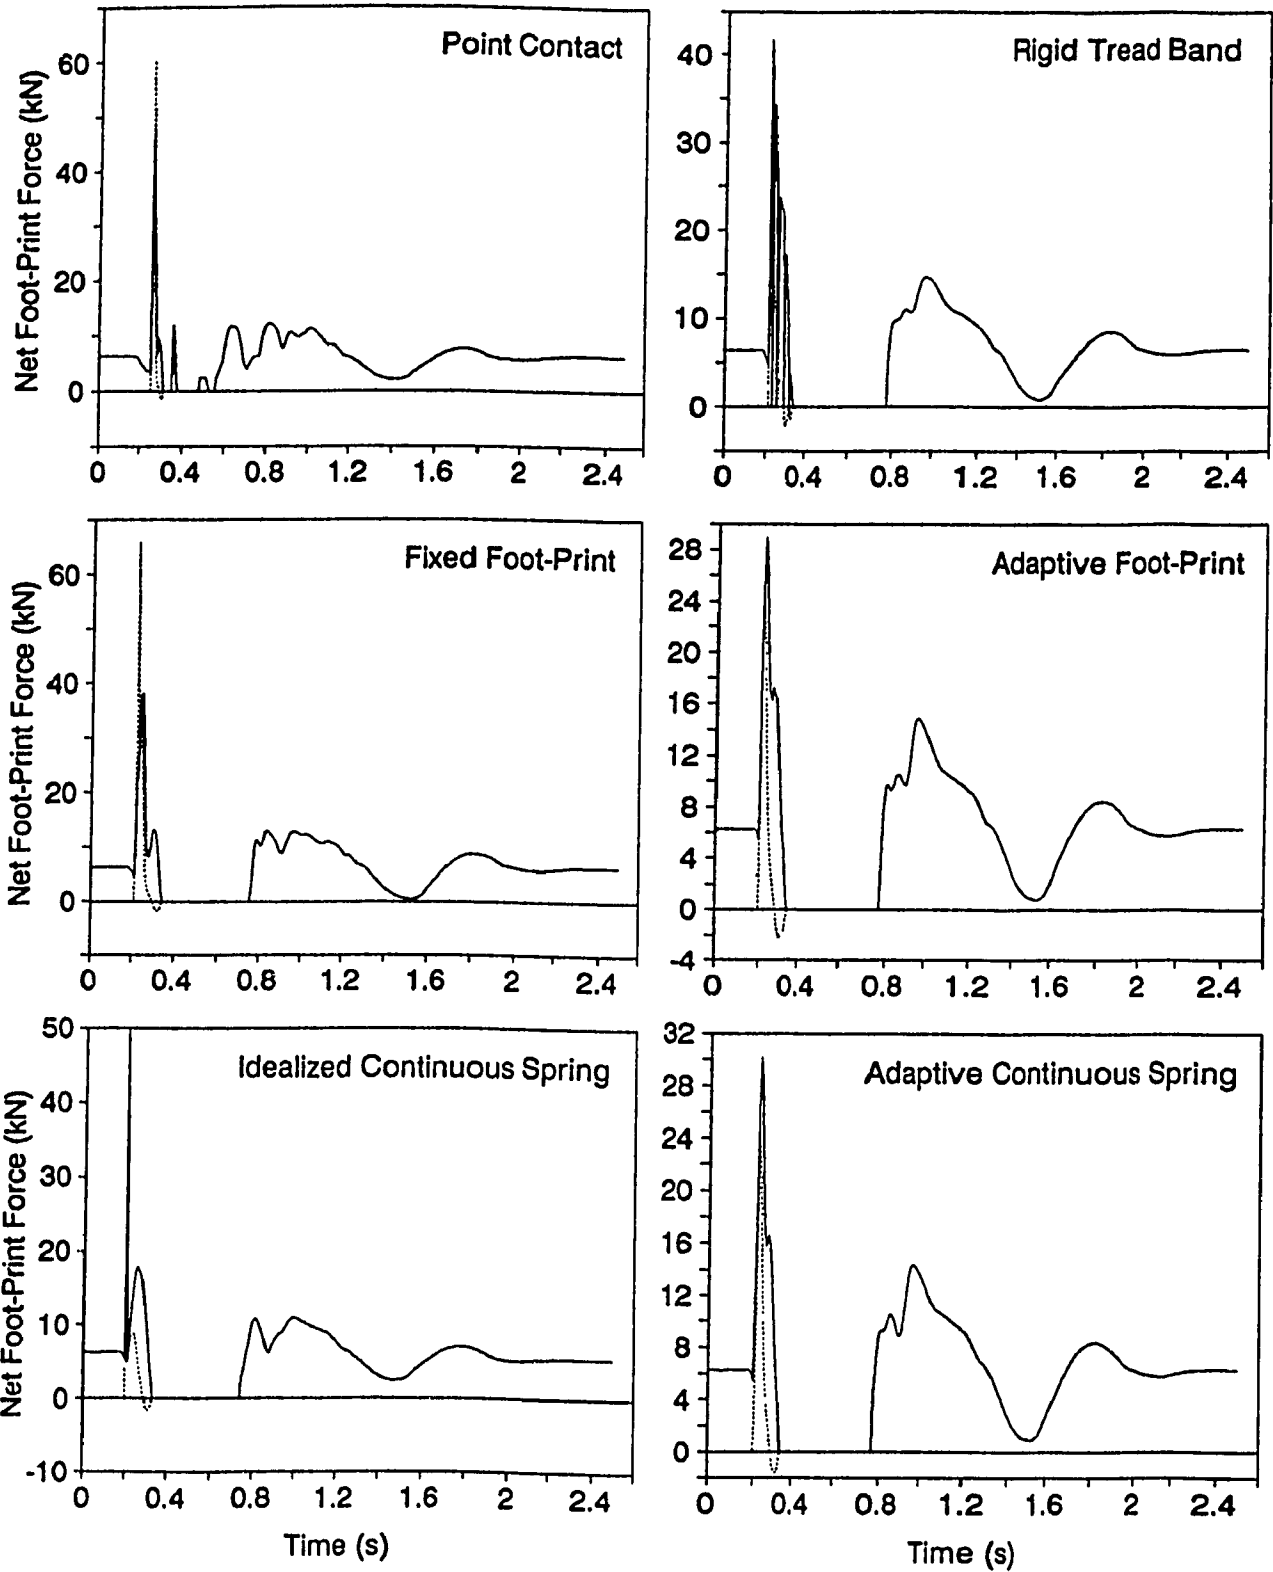 Point Contact
Net Foot-Print Force (kN)
60
40
20
0
0 0.4 0.8 1.2 1.6 2 2.4
Rigid Tread Band
40
30
20
10
0
0 0.4 0.8 1.2 1.6 2 2.4
Fixed Foot-Print
Net Foot-Print Force (kN)
60
40
20
0
0 0.4 0.8 1.2 1.6 2 2.4
Adaptive Foot-Print
28
24
20
16
12
8
4
0
-4
0 0.4 0.8 1.2 1.6 2 2.4
Idealized Continuous Spring
Net Foot-Print Force (kN)
50
40
30
20
10
0
-10
0 0.4 0.8 1.2 1.6 2 2.4
Time (s)
Adaptive Continuous Spring
32
28
24
20
16
12
8
4
0
0 0.4 0.8 1.2 1.6 2 2.4
Time (s)